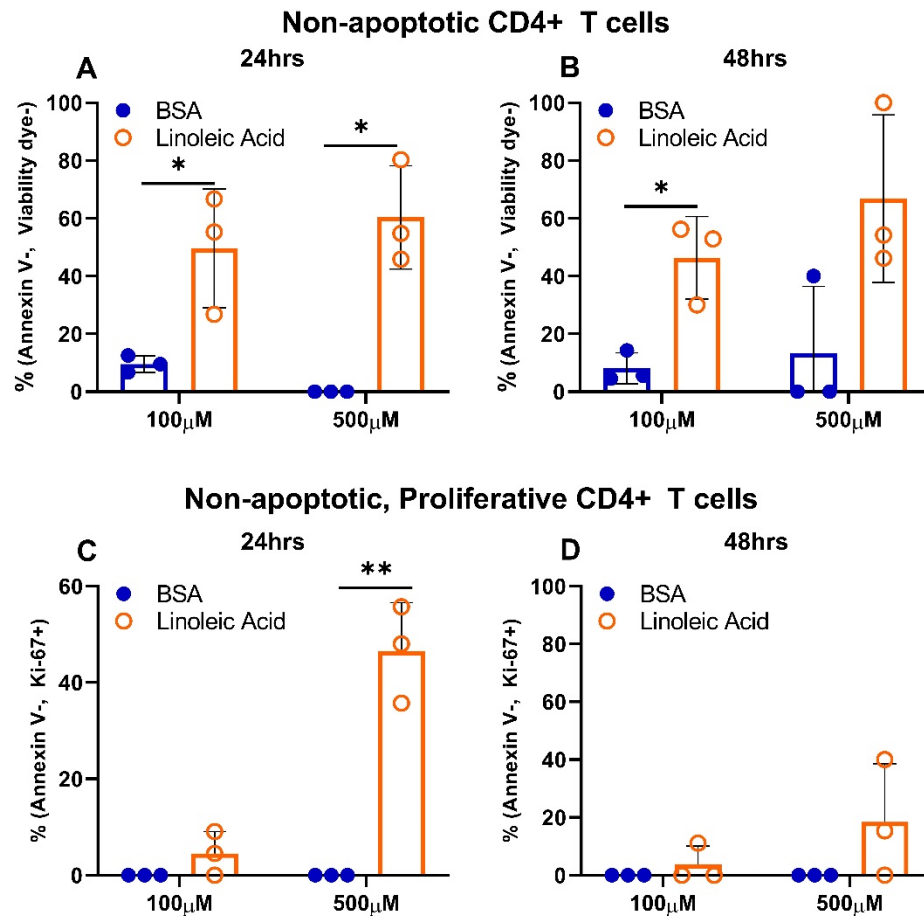 Non-apoptotic CD4+ T cells
A
24hrs
% (Annexin V-, Viability dye-)
100
80
60
40
20
0
BSA
Linoleic Acid
*
*
100μM
500μM
B
48hrs
% (Annexin V-, Viability dye-)
100
80
60
40
20
0
BSA
Linoleic Acid
*
100μM
500μM
Non-apoptotic, Proliferative CD4+ T cells
C
24hrs
% (Annexin V-, Ki-67+)
60
40
20
0
BSA
Linoleic Acid
**
100μM
500μM
D
48hrs
% (Annexin V-, Ki-67+)
100
80
60
40
20
0
BSA
Linoleic Acid
100μM
500μM